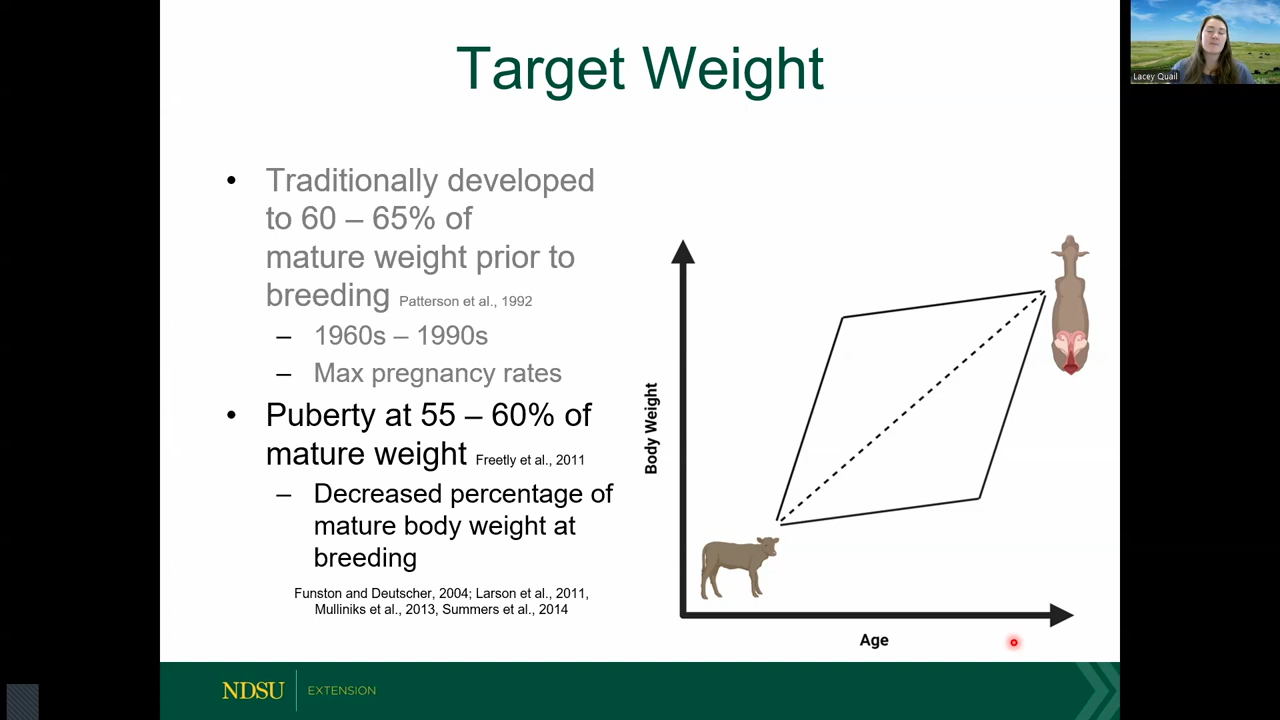 Target Weight
Lacey Quail
• Traditionally developed
to 60 – 65% of
mature weight prior to
breeding Patterson et al., 1992
– 1960s – 1990s
– Max pregnancy rates
• Puberty at 55 – 60% of
mature weight Freetly et al., 2011
– Decreased percentage of
mature body weight at
breeding
Funston and Deutscher, 2004; Larson et al., 2011,
Mulliniks et al., 2013, Summers et al., 2014
Body Weight
Age
NDSU EXTENSION